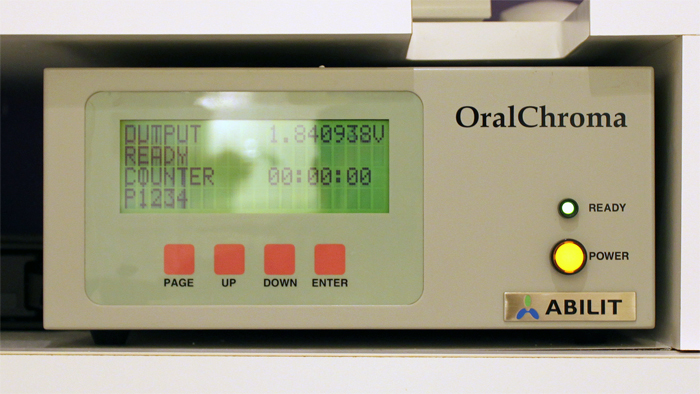 OralChroma
OUTPUT 1.840938V
READY
COUNTER 00:00:00
P1234
READY
POWER
PAGE UP DOWN ENTER
ABILIT